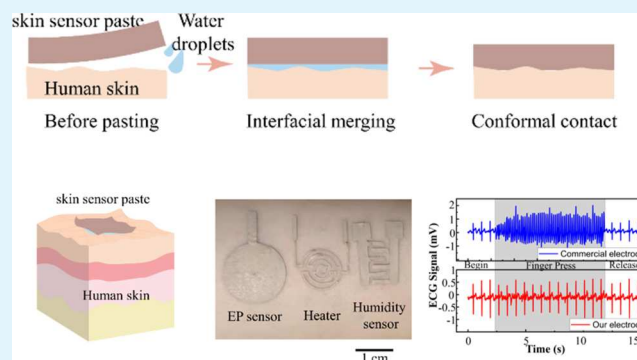 skin sensor paste
Water
droplets
Human skin
Before pasting
Interfacial merging
Conformal contact
skin sensor paste
Human skin
EP sensor
Heater
Humidity
sensor
1 cm
ECG Signal (mV)
2
1
0
-1
Commercial electro
Begin
Finger Press
Release
1
0.5
0
-0.5
-1
Our electro
0
5
10
15
Time (s)